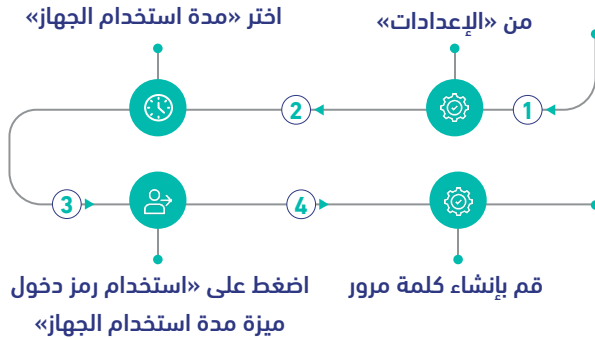 من «الإعدادات»
1
اختر «مدة استخدام الجهاز»
2
3
اضغط على «استخدام رمز دخول
ميزة مدة استخدام الجهاز»
4
قم بإنشاء كلمة مرور